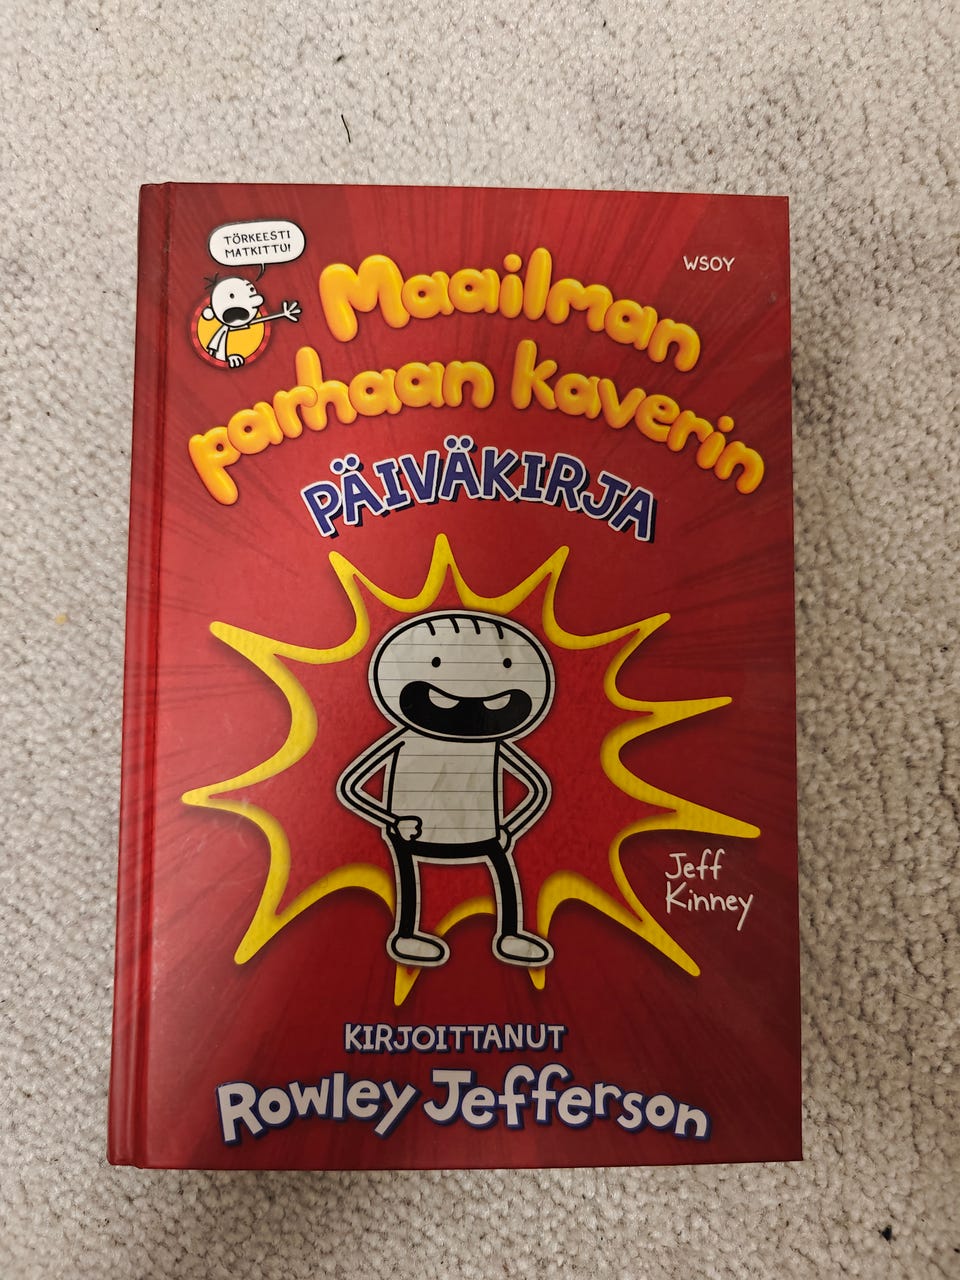 TÖRKEESTI
MATKITTU!
WSOY
Maailman
parhaan kaverin
PÄIVÄKIRJA
Jeff
Kinney
KIRJOITTANUT
Rowley Jefferson